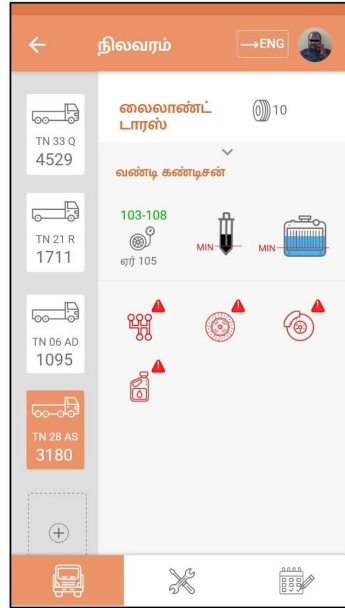 நிலவரம்
→ENG
TN 33 Q
4529
TN 21 R
1711
TN 06 AD
1095
TN 28 AS
3180
லைலாண்ட்
டாரஸ்
10
வண்டி கண்டிசன்
103-108
ஏர் 105
MIN
MIN